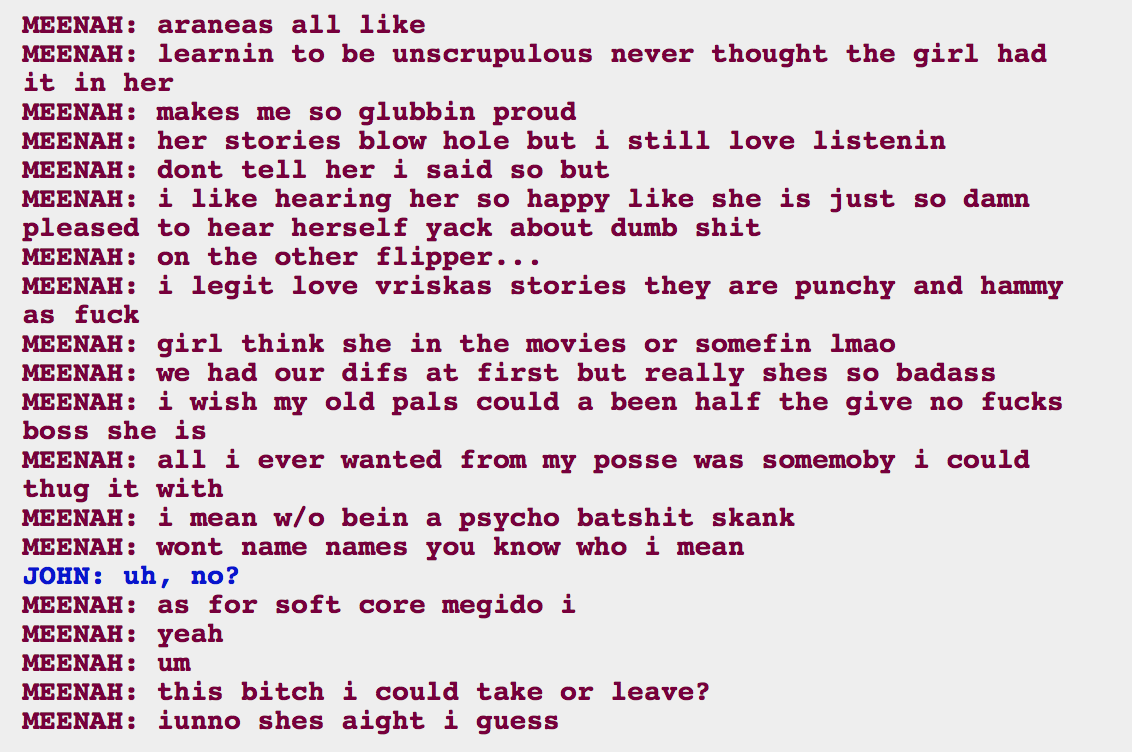 MEENAH: araneas all like
MEENAH: learnin to be unscrupulous never thought the girl had
it in her
MEENAH: makes me so glubbin proud
MEENAH: her stories blow hole but i still love listenin
MEENAH: dont tell her i said so but
MEENAH: i like hearing her so happy like she is just so damn
pleased to hear herself yack about dumb shit
MEENAH: on the other flipper...
MEENAH: i legit love vriskas stories they are punchy and hammy
as fuck
MEENAH: girl think she in the movies or somefin lmao
MEENAH: we had our difs at first but really shes so badass
MEENAH: i wish my old pals could a been half the give no fucks
boss she is
MEENAH: all i ever wanted from my posse was somemoby i could
thug it with
MEENAH: i mean w/o bein a psycho batshit skank
MEENAH: wont name names you know who i mean
JOHN: uh, no?
MEENAH: as for soft core megido i
MEENAH: yeah
MEENAH: um
MEENAH: this bitch i could take or leave?
MEENAH: iunno shes aight i guess